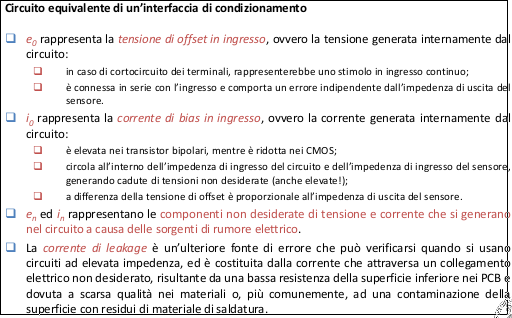 Circuito equivalente di un'interfaccia di condizionamento
❑ e0 rappresenta la tensione di offset in ingresso, ovvero la tensione generata internamente dal
circuito:
❑ in caso di cortocircuito dei terminali, rappresenterebbe uno stimolo in ingresso continuo;
❑ è connessa in serie con l'ingresso e comporta un errore indipendente dall'impedenza di uscita del
sensore.
❑ i0 rappresenta la corrente di bias in ingresso, ovvero la corrente generata internamente dal
circuito:
❑ è elevata nei transistor bipolari, mentre è ridotta nei CMOS;
❑ circola all'interno dell'impedenza di ingresso del circuito e dell'impedenza di ingresso del sensore,
generando cadute di tensioni non desiderate (anche elevate!);
❑ a differenza della tensione di offset è proporzionale all'impedenza di uscita del sensore.
❑ en ed in rappresentano le componenti non desiderate di tensione e corrente che si generano
nel circuito a causa delle sorgenti di rumore elettrico.
❑ La corrente di leakage è un'ulteriore fonte di errore che può verificarsi quando si usano
circuiti ad elevata impedenza, ed è costituita dalla corrente che attraversa un collegamento
elettrico non desiderato, risultante da una bassa resistenza della superficie inferiore nei PCB e
dovuta a scarsa qualità nei materiali o, più comunemente, ad una contaminazione della
superficie con residui di materiale di saldatura.